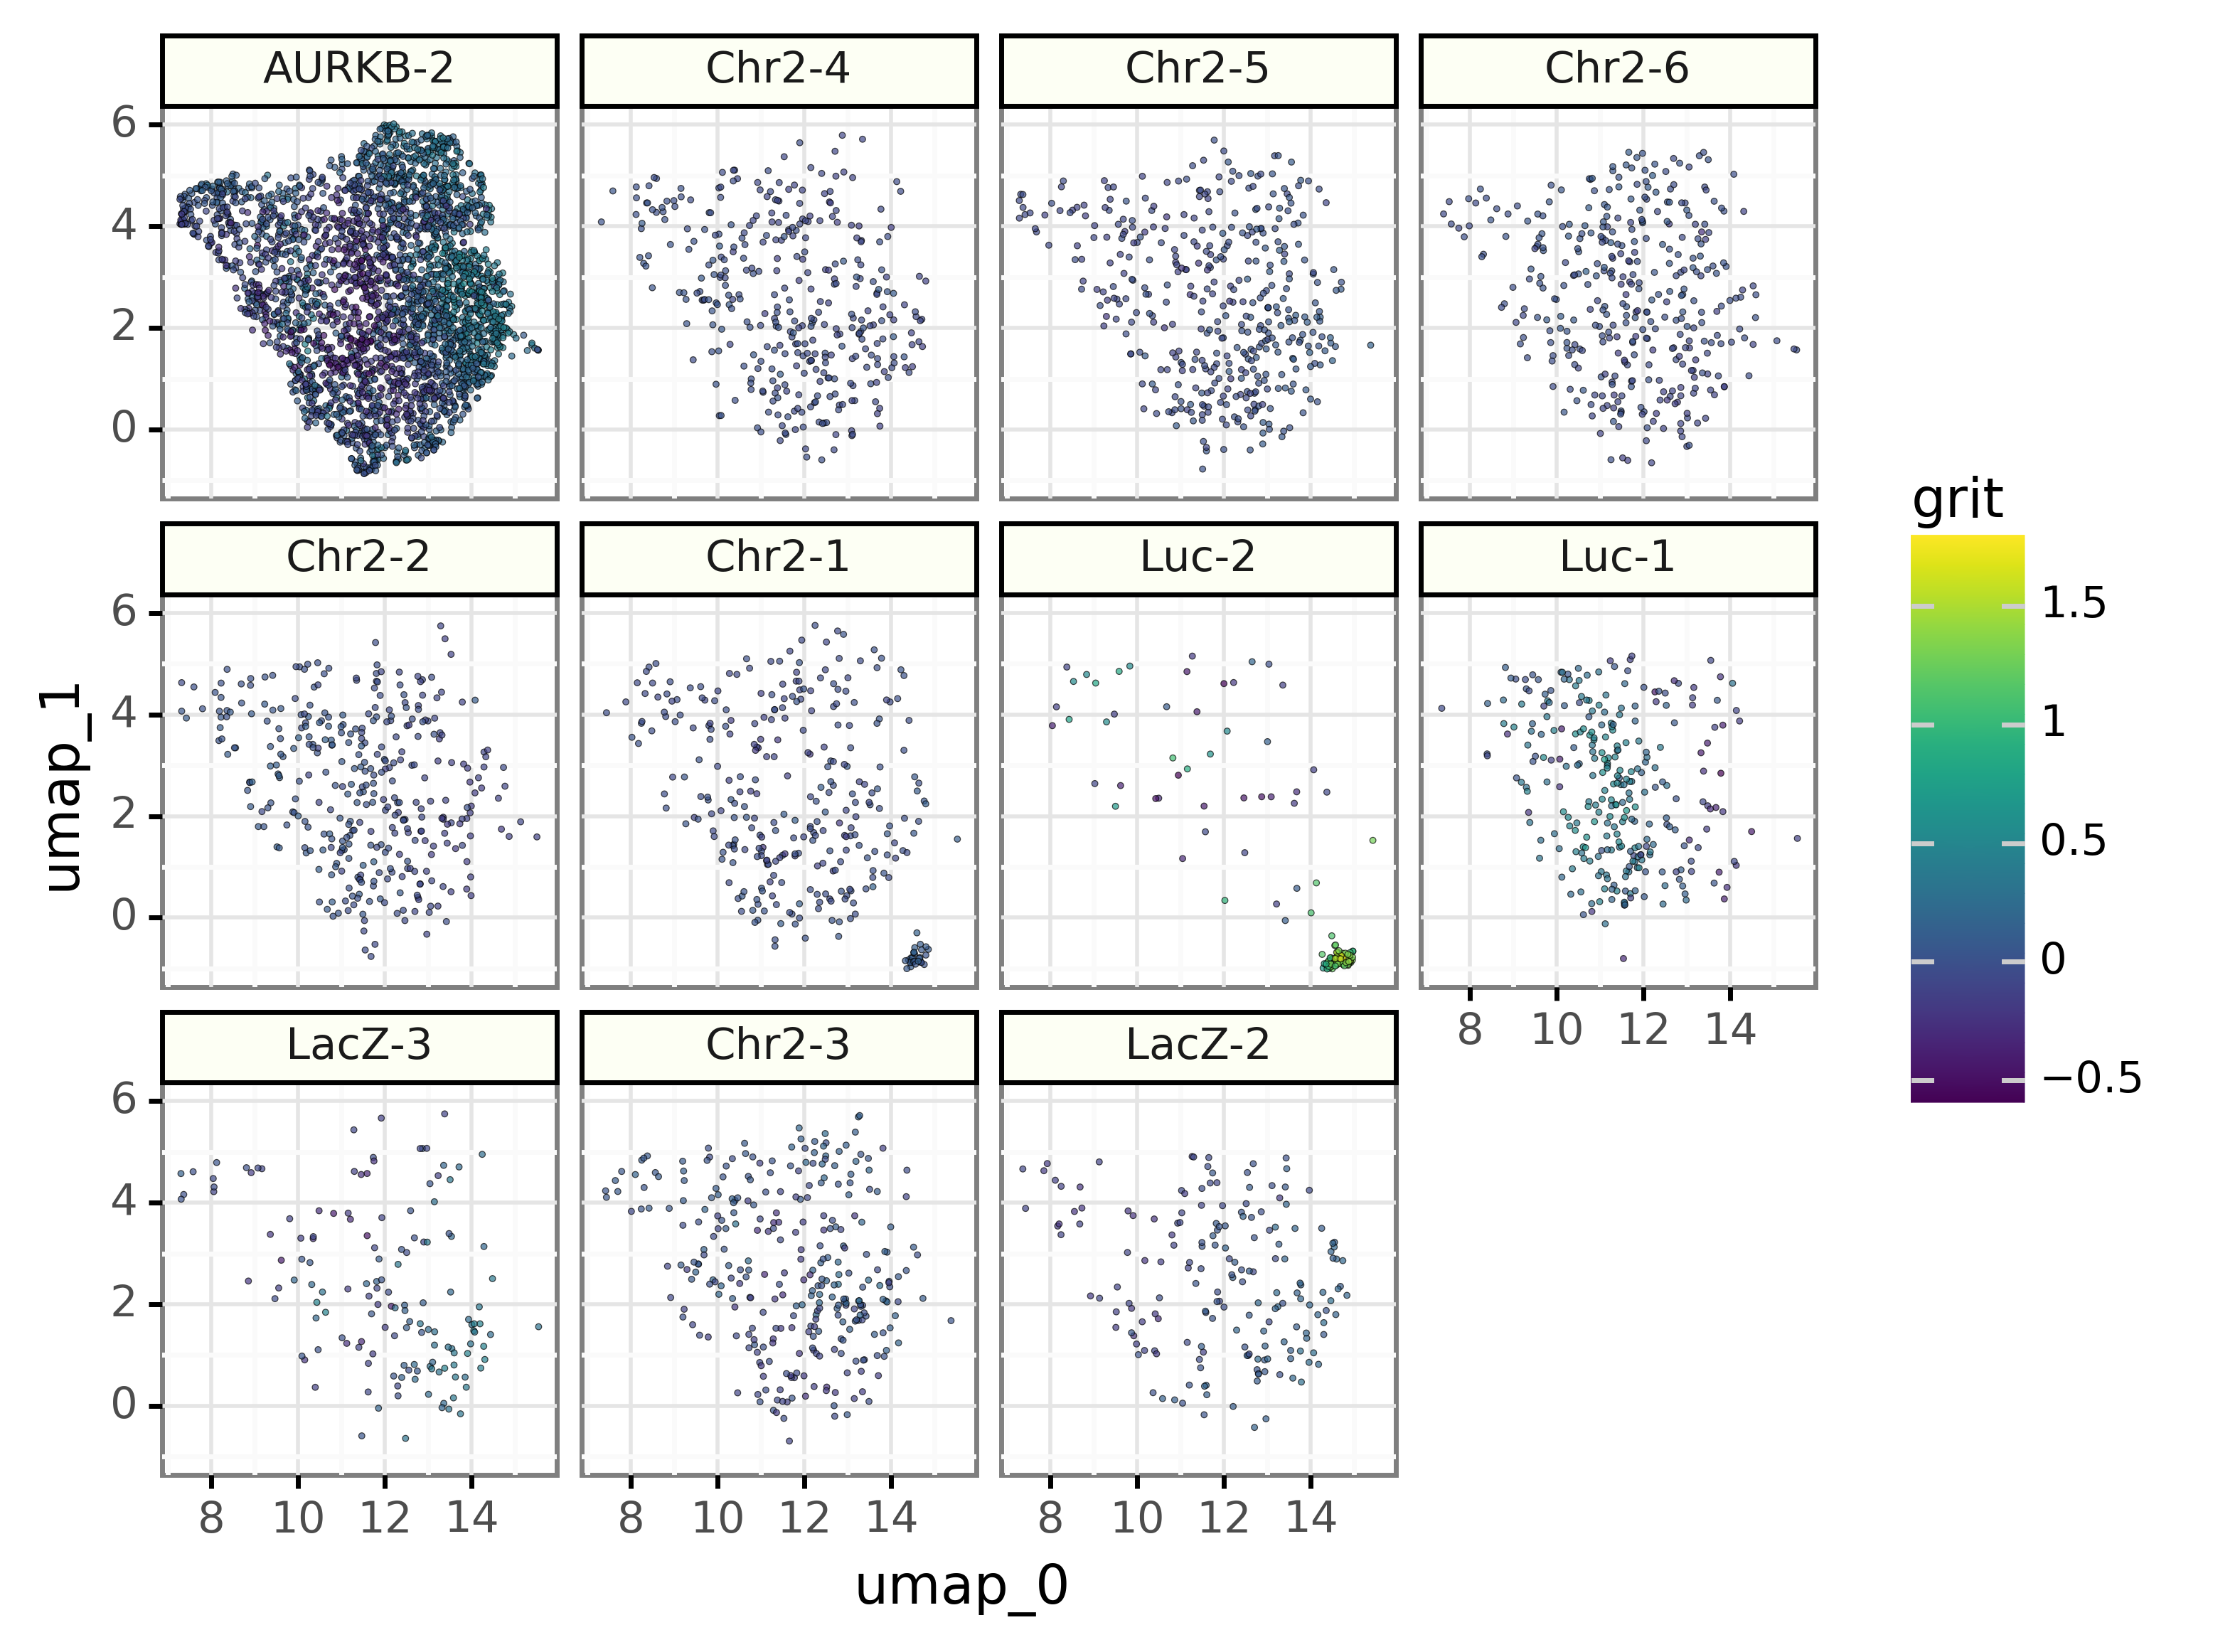 AURKB-2 Chr2-4 Chr2-5 Chr2-6
6
4
2
0
Chr2-2 Chr2-1 Luc-2 Luc-1
6
4
2
0
8 10 12 14
LacZ-3 Chr2-3 LacZ-2
6
4
2
0
8 10 12 14 8 10 12 14 8 10 12 14
umap_0
umap_1
grit
1.5
1
0.5
0
−0.5